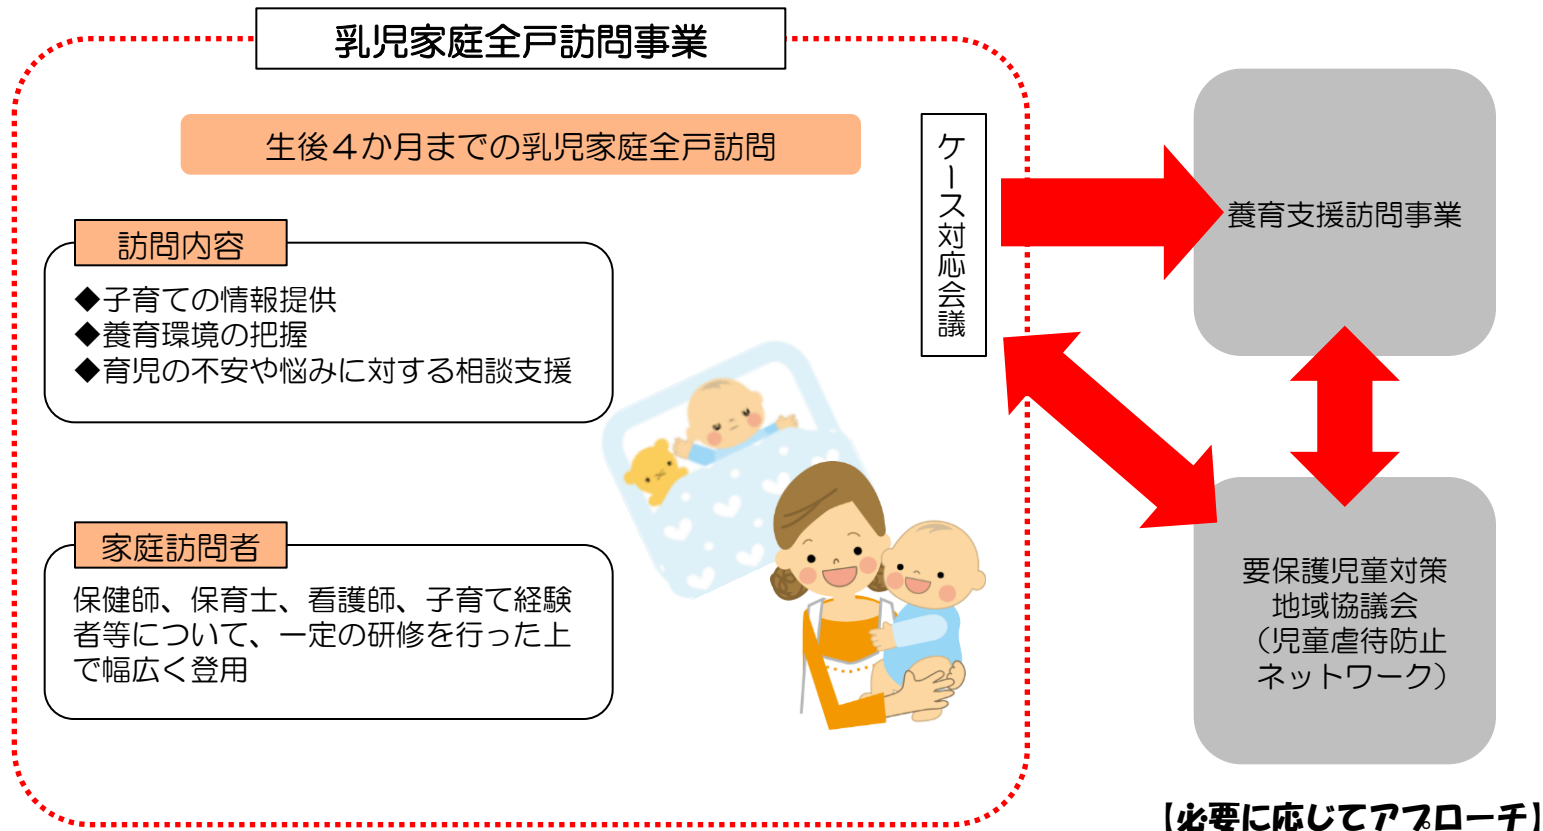 乳児家庭全戸訪問事業
生後４か月までの乳児家庭全戸訪問
訪問内容
◆子育ての情報提供
◆養育環境の把握
◆育児の不安や悩みに対する相談支援
家庭訪問者
保健師、保育士、看護師、子育て経験
者等について、一定の研修を行った上
で幅広く登用
ケース対応会議
養育支援訪問事業
要保護児童対策
地域協議会
（児童虐待防止
ネットワーク）
【必要に応じてアプローチ】